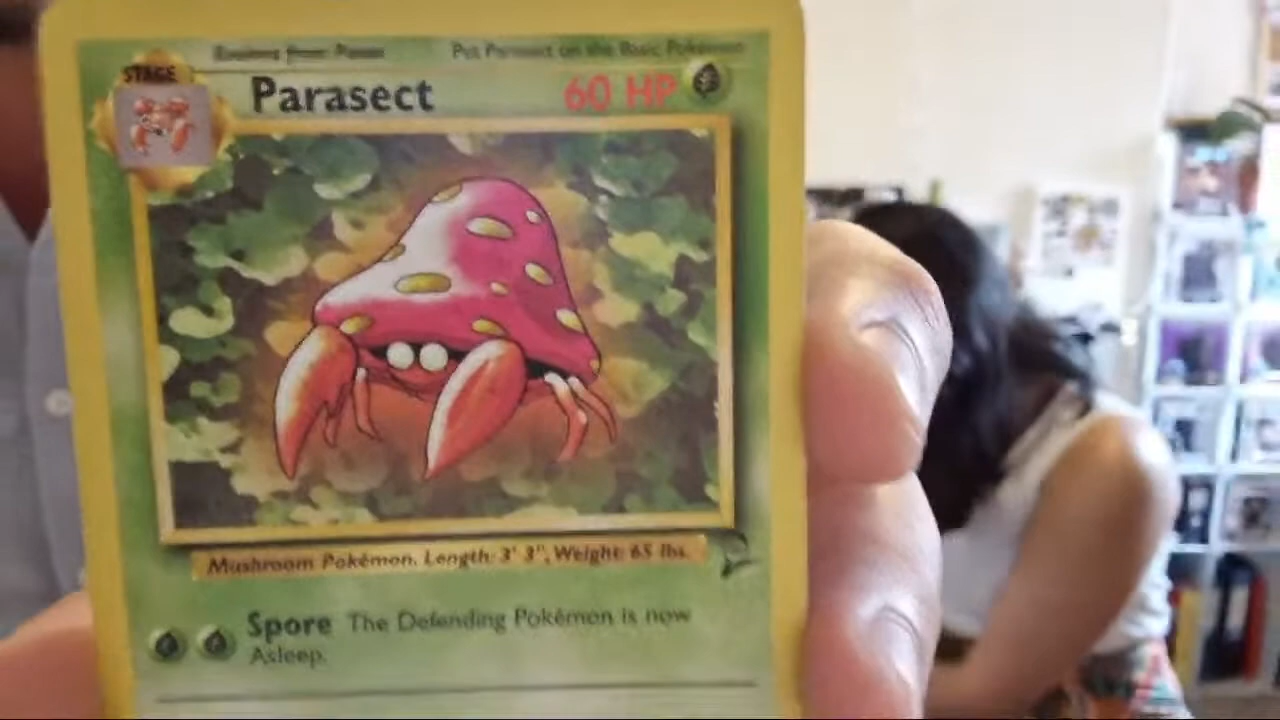 Evolves from Paras Put Parasect on the Basic Pokémon
STAGE
Parasect 60 HP
Mushroom Pokémon. Length: 3' 3", Weight: 65 lbs.
Spore The Defending Pokémon is now
Asleep.